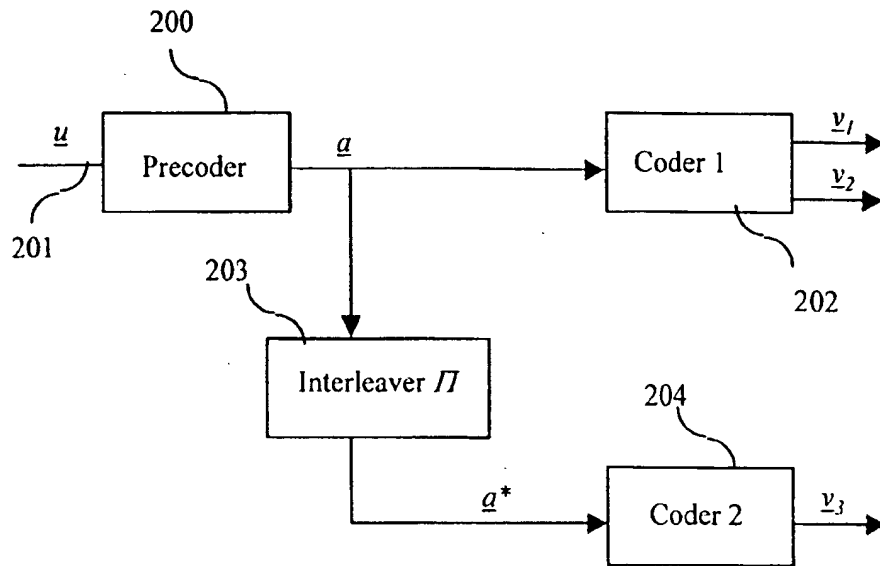 200
u
Precoder
a
Coder 1
v1
v2
201
202
203
Interleaver Π
204
a*
Coder 2
v3